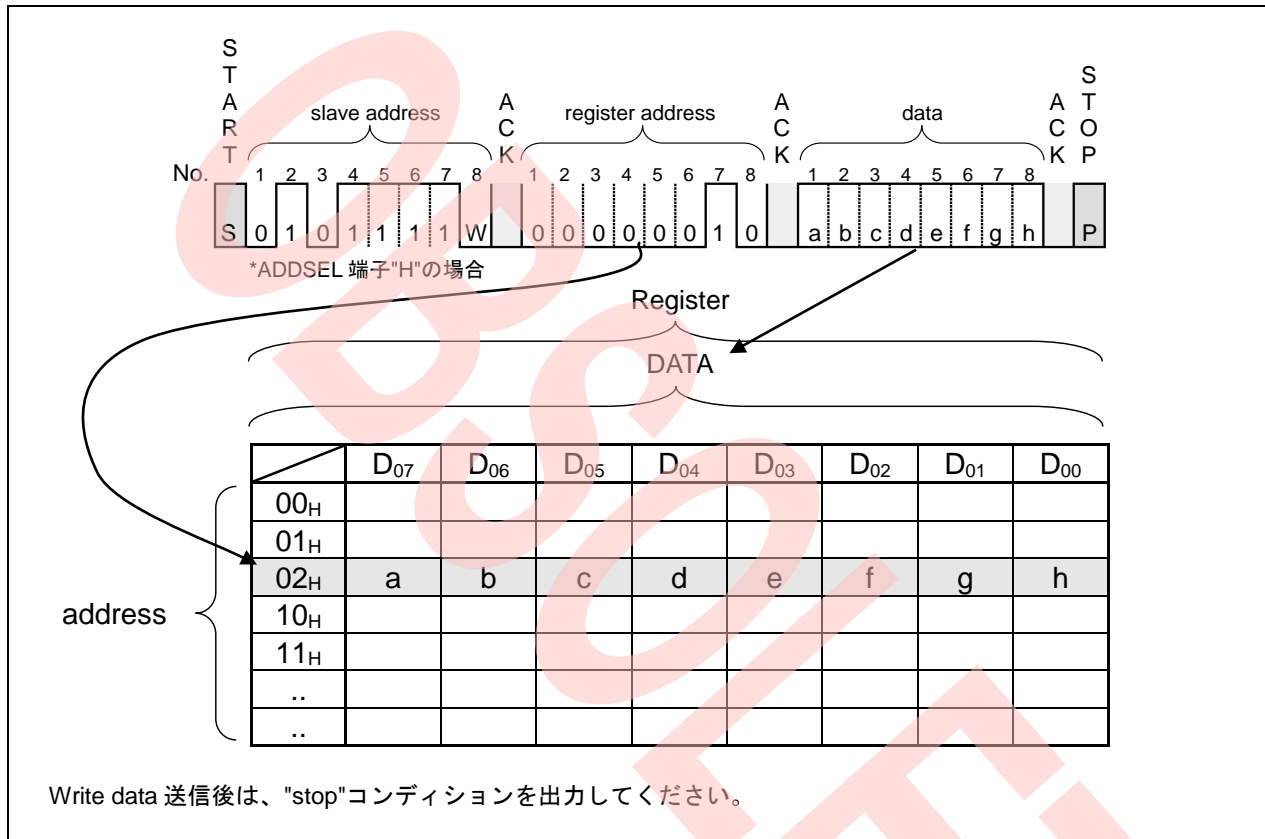 START
slave address
ACK
register address
ACK
data
ACK
STOP
No. 1 2 3 4 5 6 7 8 1 2 3 4 5 6 7 8 1 2 3 4 5 6 7 8
S 0 1 0 1 1 1 1 W 0 0 0 0 0 0 1 0 a b c d e f g h P
*ADDSEL 端子"H"の場合
Register
DATA
D07 D06 D05 D04 D03 D02 D01 D00
00H
01H
02H a b c d e f g h
address
10H
11H
..
..
Write data 送信後は、"stop"コンディションを出力してください。
OBSOLET